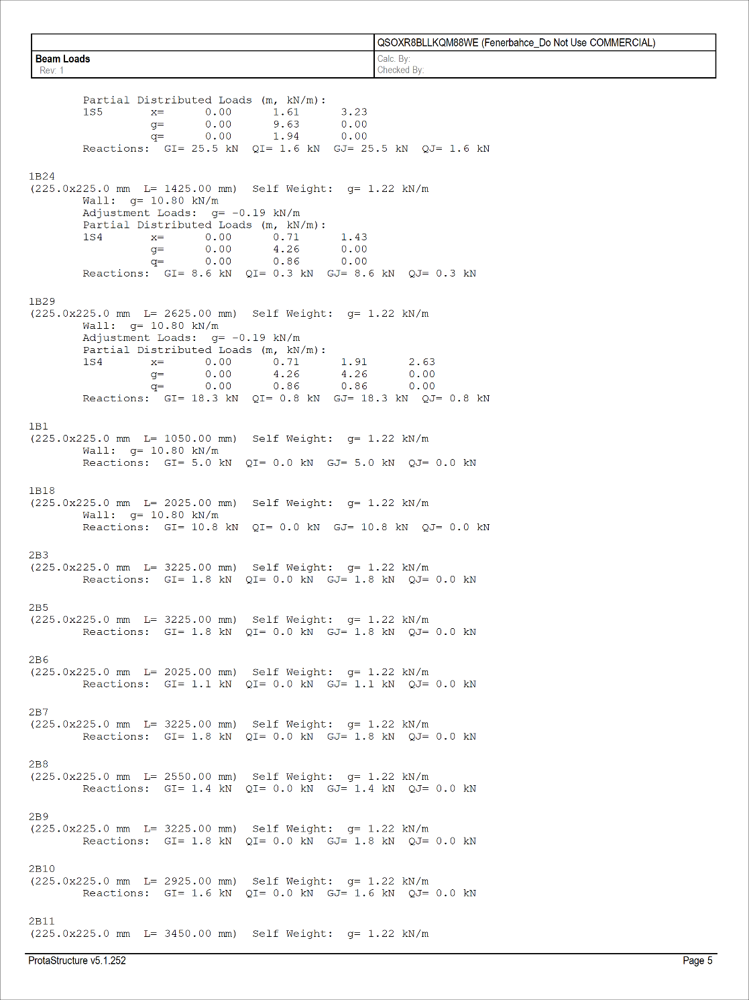 QSOXR8BLLKQM88WE (Fenerbahce_Do Not Use COMMERCIAL)
Beam Loads
Rev: 1
Calc. By:
Checked By:
Partial Distributed Loads (m, kN/m):
1S5 x= 0.00 1.61 3.23
g= 0.00 9.63 0.00
q= 0.00 1.94 0.00
Reactions: GI= 25.5 kN QI= 1.6 kN GJ= 25.5 kN QJ= 1.6 kN
1B24
(225.0x225.0 mm L= 1425.00 mm) Self Weight: g= 1.22 kN/m
Wall: g= 10.80 kN/m
Adjustment Loads: g= -0.19 kN/m
Partial Distributed Loads (m, kN/m):
1S4 x= 0.00 0.71 1.43
g= 0.00 4.26 0.00
q= 0.00 0.86 0.00
Reactions: GI= 8.6 kN QI= 0.3 kN GJ= 8.6 kN QJ= 0.3 kN
1B29
(225.0x225.0 mm L= 2625.00 mm) Self Weight: g= 1.22 kN/m
Wall: g= 10.80 kN/m
Adjustment Loads: g= -0.19 kN/m
Partial Distributed Loads (m, kN/m):
1S4 x= 0.00 0.71 1.91 2.63
g= 0.00 4.26 4.26 0.00
q= 0.00 0.86 0.86 0.00
Reactions: GI= 18.3 kN QI= 0.8 kN GJ= 18.3 kN QJ= 0.8 kN
1B1
(225.0x225.0 mm L= 1050.00 mm) Self Weight: g= 1.22 kN/m
Wall: g= 10.80 kN/m
Reactions: GI= 5.0 kN QI= 0.0 kN GJ= 5.0 kN QJ= 0.0 kN
1B18
(225.0x225.0 mm L= 2025.00 mm) Self Weight: g= 1.22 kN/m
Wall: g= 10.80 kN/m
Reactions: GI= 10.8 kN QI= 0.0 kN GJ= 10.8 kN QJ= 0.0 kN
2B3
(225.0x225.0 mm L= 3225.00 mm) Self Weight: g= 1.22 kN/m
Reactions: GI= 1.8 kN QI= 0.0 kN GJ= 1.8 kN QJ= 0.0 kN
2B5
(225.0x225.0 mm L= 3225.00 mm) Self Weight: g= 1.22 kN/m
Reactions: GI= 1.8 kN QI= 0.0 kN GJ= 1.8 kN QJ= 0.0 kN
2B6
(225.0x225.0 mm L= 2025.00 mm) Self Weight: g= 1.22 kN/m
Reactions: GI= 1.1 kN QI= 0.0 kN GJ= 1.1 kN QJ= 0.0 kN
2B7
(225.0x225.0 mm L= 3225.00 mm) Self Weight: g= 1.22 kN/m
Reactions: GI= 1.8 kN QI= 0.0 kN GJ= 1.8 kN QJ= 0.0 kN
2B8
(225.0x225.0 mm L= 2550.00 mm) Self Weight: g= 1.22 kN/m
Reactions: GI= 1.4 kN QI= 0.0 kN GJ= 1.4 kN QJ= 0.0 kN
2B9
(225.0x225.0 mm L= 3225.00 mm) Self Weight: g= 1.22 kN/m
Reactions: GI= 1.8 kN QI= 0.0 kN GJ= 1.8 kN QJ= 0.0 kN
2B10
(225.0x225.0 mm L= 2925.00 mm) Self Weight: g= 1.22 kN/m
Reactions: GI= 1.6 kN QI= 0.0 kN GJ= 1.6 kN QJ= 0.0 kN
2B11
(225.0x225.0 mm L= 3450.00 mm) Self Weight: g= 1.22 kN/m
ProtaStructure v5.1.252 Page 5